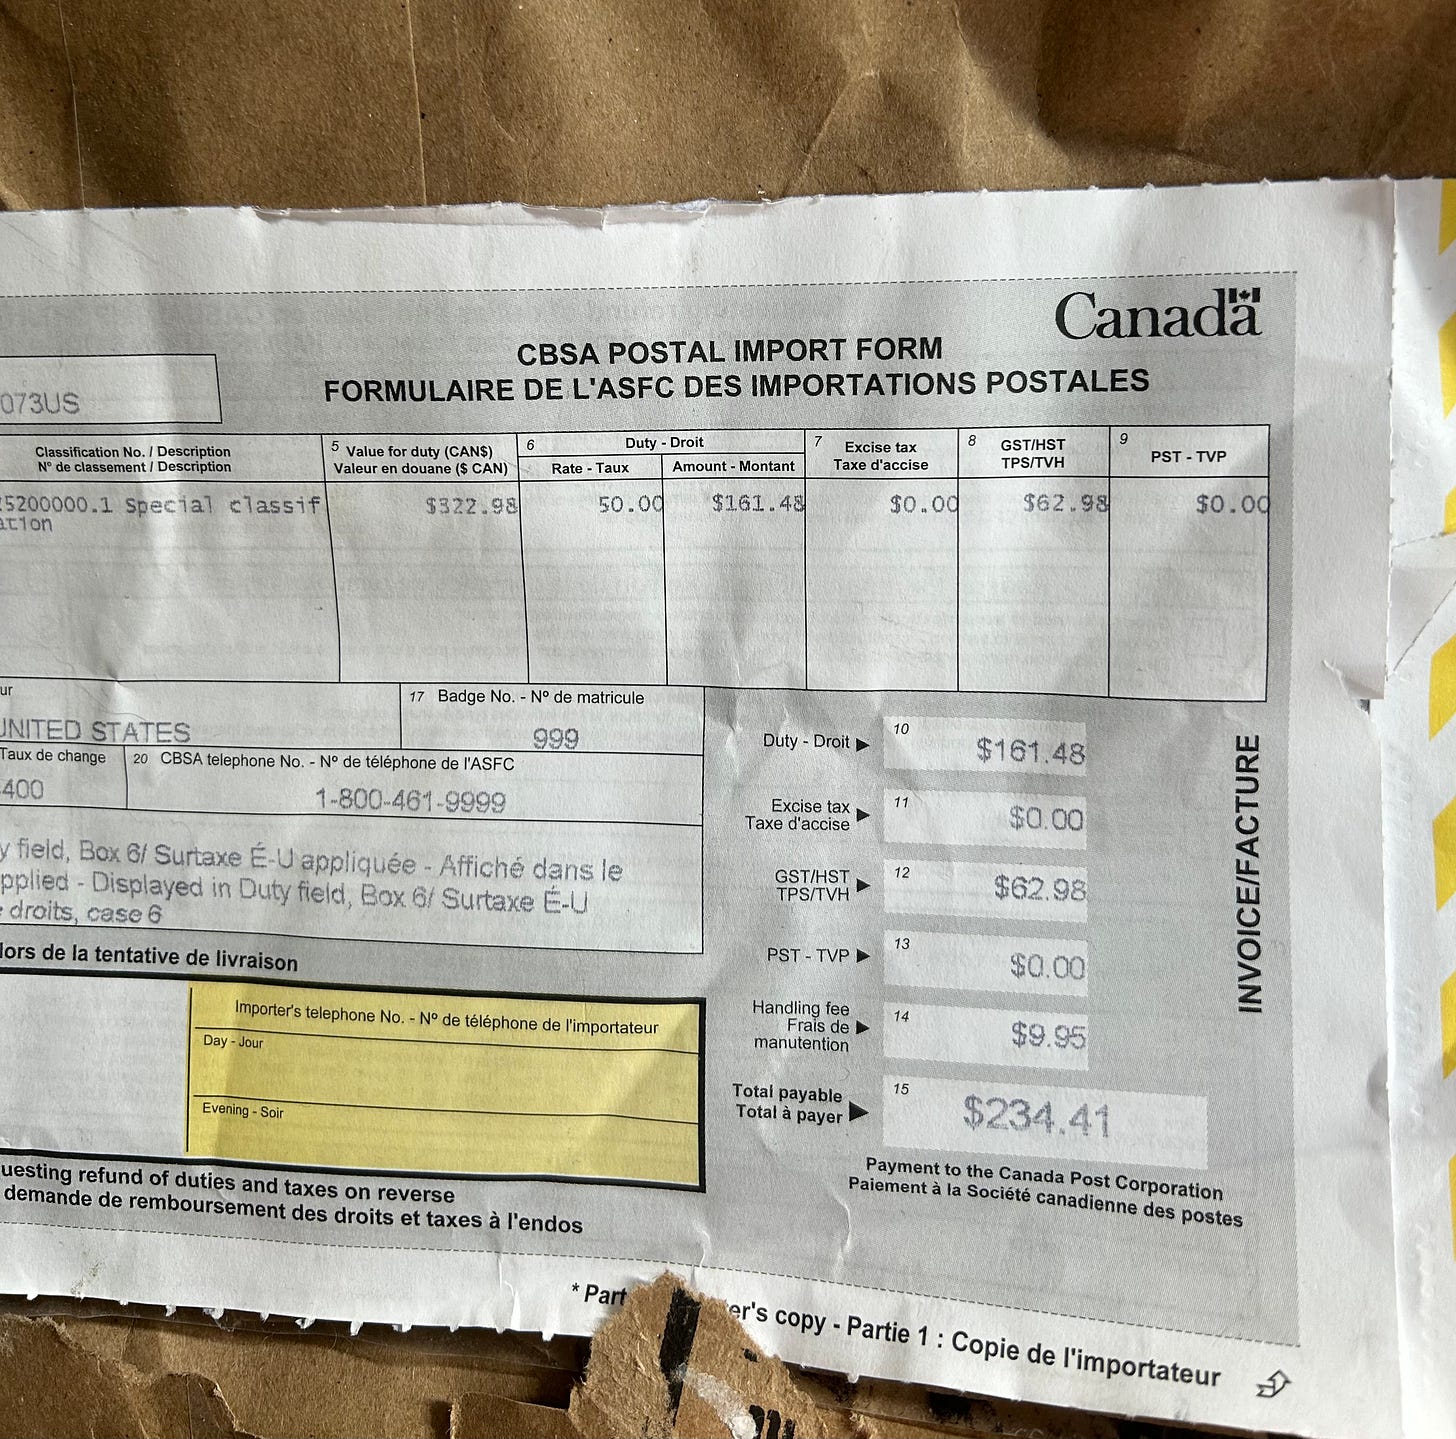 Canada
CBSA POSTAL IMPORT FORM
FORMULAIRE DE L'ASFC DES IMPORTATIONS POSTALES
073US
Classification No. / Description
Nº de classement / Description
5 Value for duty (CAN$)
Valeur en douane ($ CAN)
6 Duty - Droit
Rate - Taux
Amount - Montant
7 Excise tax
Taxe d'accise
8 GST/HST
TPS/TVH
9 PST - TVP
5200000.1 Special classif
ation
$322.98
50.00
$161.48
$0.00
$62.98
$0.00
ur
UNITED STATES
17 Badge No. - Nº de matricule
999
Taux de change
400
20 CBSA telephone No. - Nº de téléphone de l'ASFC
1-800-461-9999
y field, Box 6/ Surtaxe É-U appliquée - Affiché dans le
pplied - Displayed in Duty field, Box 6/ Surtaxe É-U
droits, case 6
lors de la tentative de livraison
Importer's telephone No. - Nº de téléphone de l'importateur
Day - Jour
Evening - Soir
uesting refund of duties and taxes on reverse
demande de remboursement des droits et taxes à l'endos
Duty - Droit
10 $161.48
Excise tax
Taxe d'accise
11 $0.00
GST/HST
TPS/TVH
12 $62.98
PST - TVP
13 $0.00
Handling fee
Frais de
manutention
14 $9.95
Total payable
Total à payer
15 $234.41
Payment to the Canada Post Corporation
Paiement à la Société canadienne des postes
INVOICE/FACTURE
* Part er's copy - Partie 1 : Copie de l'importateur